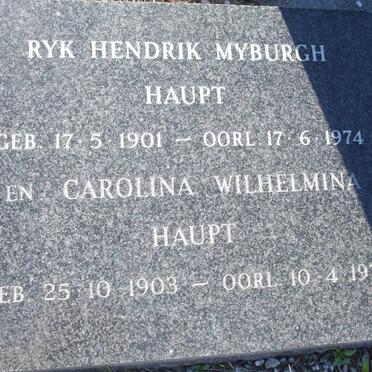 RYK HENDRIK MYBURGH
HAUPT
GEB. 17·5·1901 — OORL 17·6·1974
EN CAROLINA WILHELMINA
HAUPT
EB. 25·10·1903 — OORL 10·4